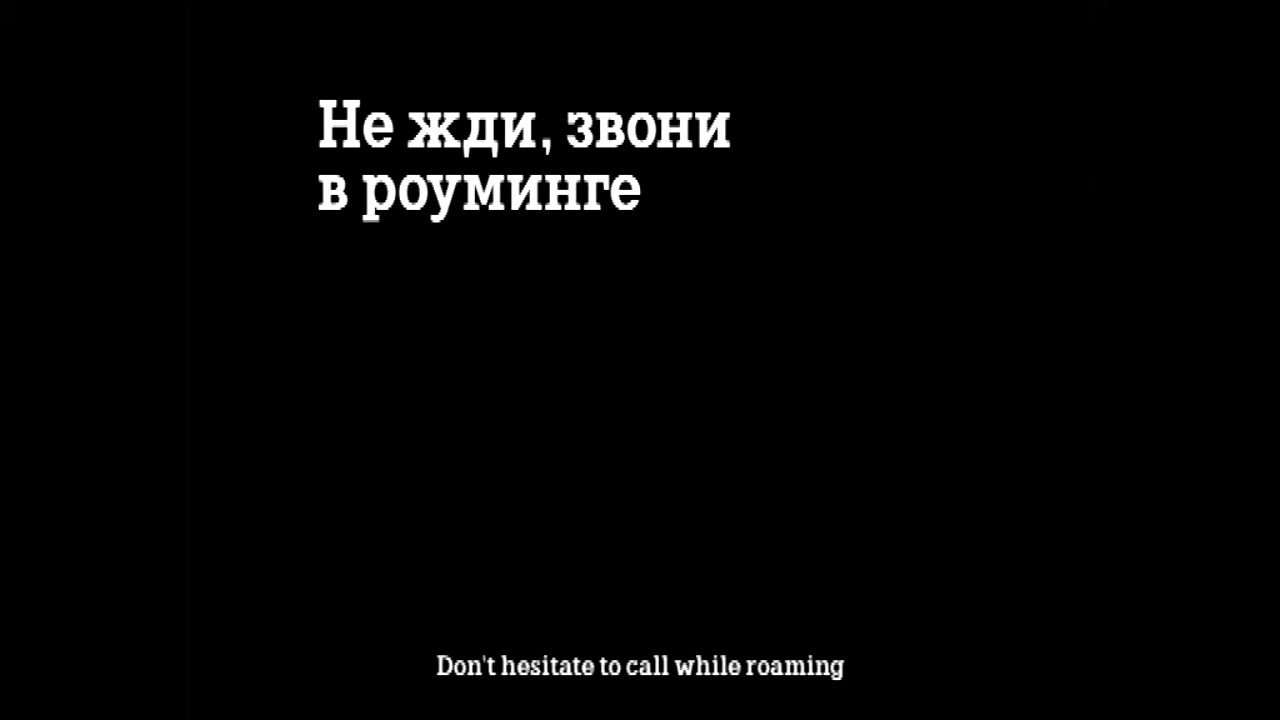 Не жди, звони
в роуминге
Don't hesitate to call while roaming